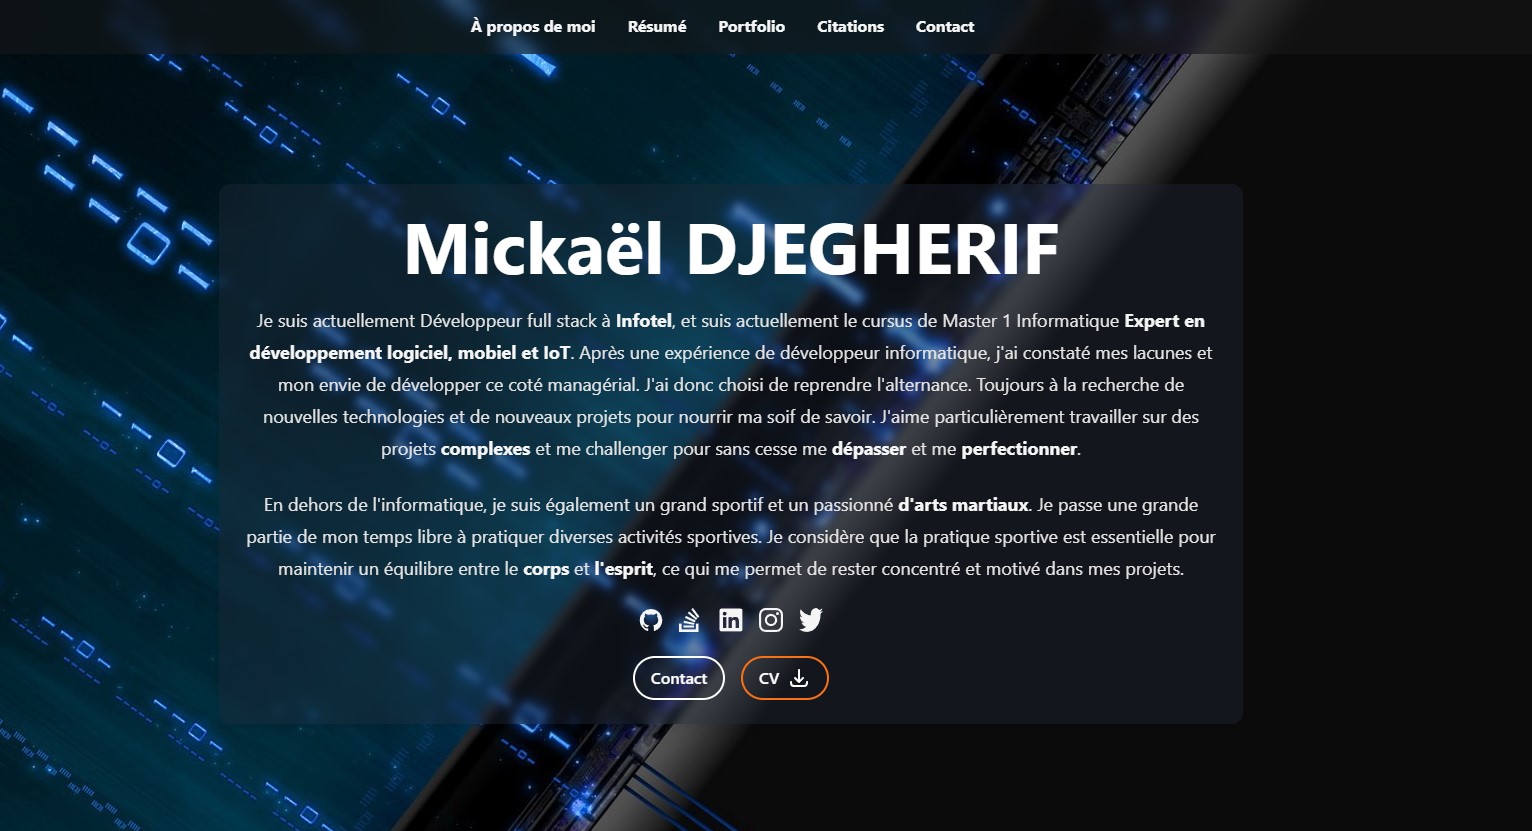 À propos de moi Résumé Portfolio Citations Contact
Mickaël DJEGHERIF
Je suis actuellement Développeur full stack à Infotel, et suis actuellement le cursus de Master 1 Informatique Expert en
développement logiciel, mobiel et IoT. Après une expérience de développeur informatique, j'ai constaté mes lacunes et
mon envie de développer ce coté managérial. J'ai donc choisi de reprendre l'alternance. Toujours à la recherche de
nouvelles technologies et de nouveaux projets pour nourrir ma soif de savoir. J'aime particulièrement travailler sur des
projets complexes et me challenger pour sans cesse me dépasser et me perfectionner.
En dehors de l'informatique, je suis également un grand sportif et un passionné d'arts martiaux. Je passe une grande
partie de mon temps libre à pratiquer diverses activités sportives. Je considère que la pratique sportive est essentielle pour
maintenir un équilibre entre le corps et l'esprit, ce qui me permet de rester concentré et motivé dans mes projets.
Contact CV